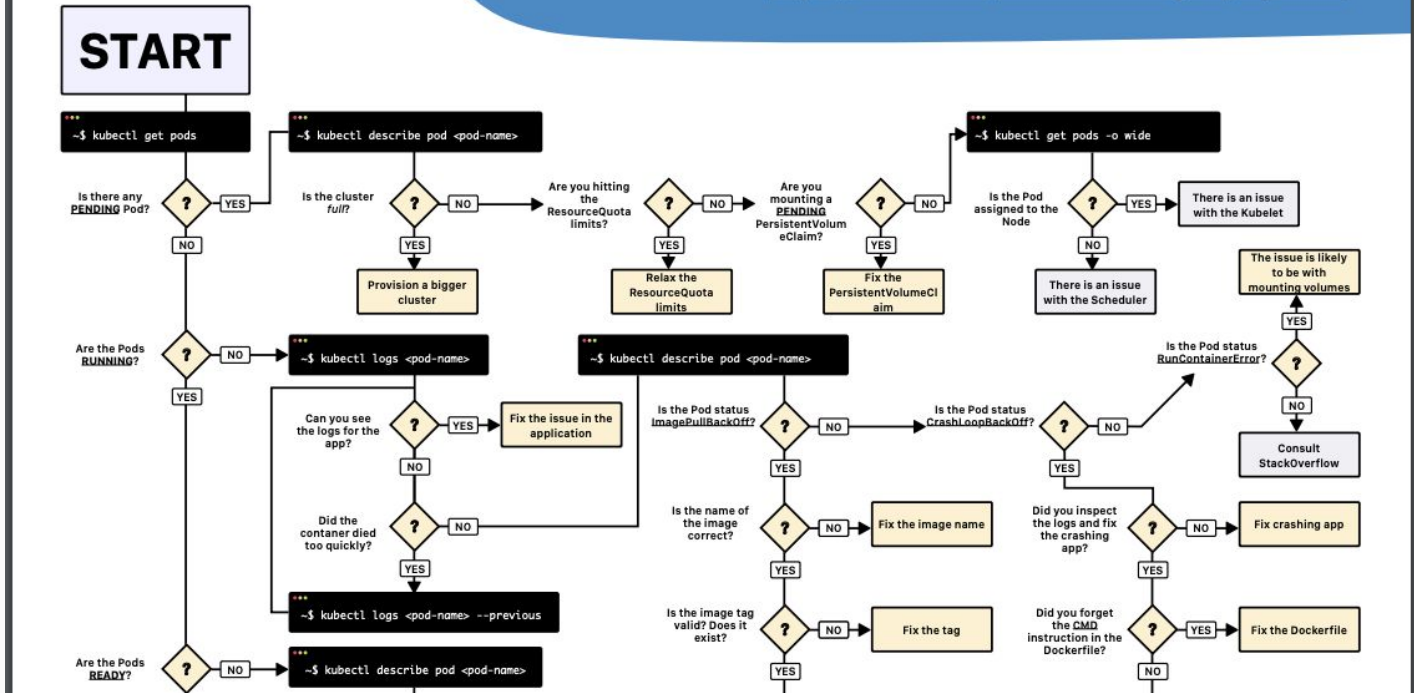 START
~$ kubectl get pods
~$ kubectl describe pod <pod-name>
~$ kubectl get pods -o wide
Is there any
PENDING Pod?
?
YES
NO
Is the cluster
full?
?
NO
YES
Provision a bigger
cluster
Are you hitting
the
ResourceQuota
limits?
?
NO
YES
Relax the
ResourceQuota
limits
Are you
mounting a
PENDING
PersistentVolum
eClaim?
?
NO
YES
Fix the
PersistentVolumeCl
aim
Is the Pod
assigned to the
Node
?
YES
There is an issue
with the Kubelet
NO
There is an issue
with the Scheduler
The issue is likely
to be with
mounting volumes
YES
Is the Pod status
RunContainerError?
?
NO
Consult
StackOverflow
Are the Pods
RUNNING?
?
NO
YES
~$ kubectl logs <pod-name>
Can you see
the logs for the
app?
?
YES
Fix the issue in the
application
NO
Did the
contaner died
too quickly?
?
NO
YES
~$ kubectl logs <pod-name> --previous
~$ kubectl describe pod <pod-name>
Is the Pod status
ImagePullBackOff?
?
NO
YES
Is the Pod status
CrashLoopBackOff?
?
NO
YES
Is the name of
the image
correct?
?
NO
Fix the image name
YES
Did you inspect
the logs and fix
the crashing
app?
?
NO
Fix crashing app
YES
Is the image tag
valid? Does it
exist?
?
NO
Fix the tag
YES
Did you forget
the CMD
instruction in the
Dockerfile?
?
YES
Fix the Dockerfile
NO
Are the Pods
READY?
?
NO
~$ kubectl describe pod <pod-name>